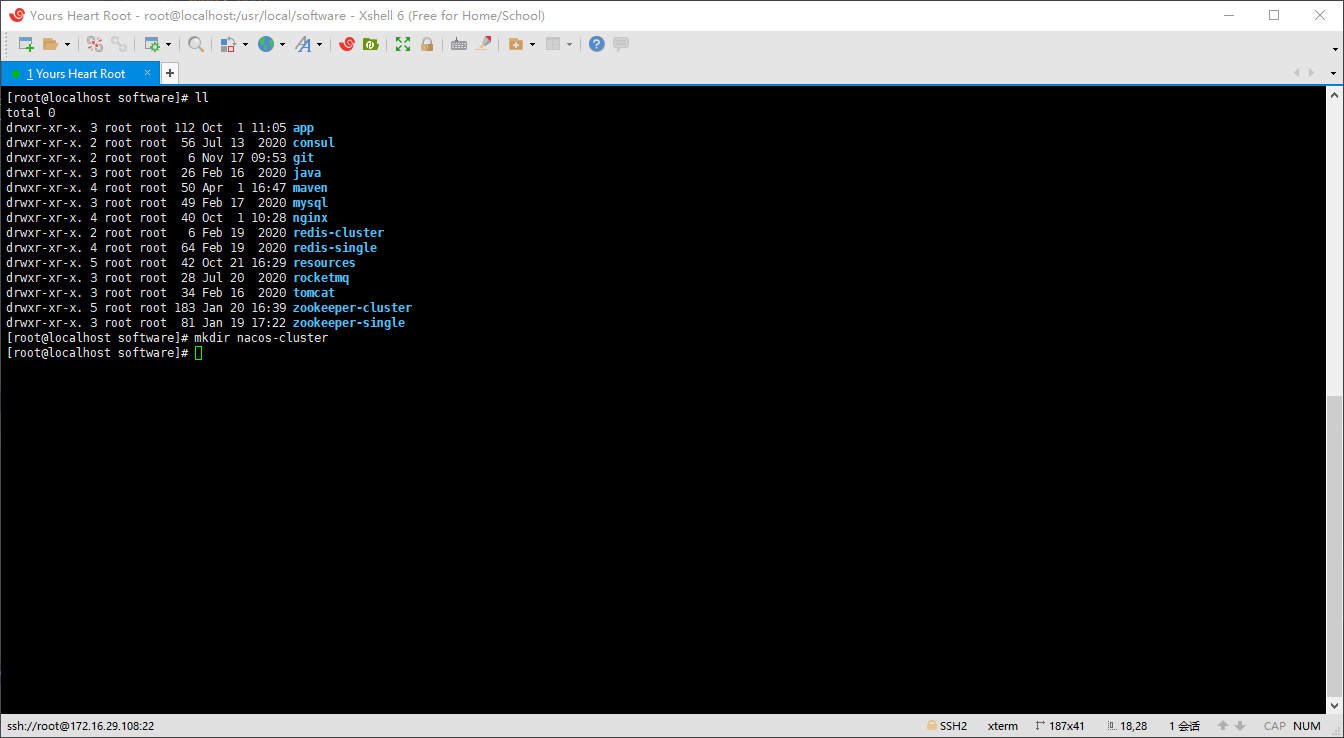 Yours Heart Root - root@localhost:/usr/local/software - Xshell 6 (Free for Home/School)
1 Yours Heart Root
[root@localhost software]# ll
total 0
drwxr-xr-x. 3 root root 112 Oct  1 11:05 app
drwxr-xr-x. 2 root root  56 Jul 13  2020 consul
drwxr-xr-x. 2 root root   6 Nov 17 09:53 git
drwxr-xr-x. 3 root root  26 Feb 16  2020 java
drwxr-xr-x. 4 root root  50 Apr  1 16:47 maven
drwxr-xr-x. 3 root root  49 Feb 17  2020 mysql
drwxr-xr-x. 4 root root  40 Oct  1 10:28 nginx
drwxr-xr-x. 2 root root   6 Feb 19  2020 redis-cluster
drwxr-xr-x. 4 root root  64 Feb 19  2020 redis-single
drwxr-xr-x. 5 root root  42 Oct 21 16:29 resources
drwxr-xr-x. 3 root root  28 Jul 20  2020 rocketmq
drwxr-xr-x. 3 root root  34 Feb 16  2020 tomcat
drwxr-xr-x. 5 root root 183 Jan 20 16:39 zookeeper-cluster
drwxr-xr-x. 3 root root  81 Jan 19 17:22 zookeeper-single
[root@localhost software]# mkdir nacos-cluster
[root@localhost software]#
ssh://root@172.16.29.108:22 SSH2 xterm 187x41 18,28 1 会话 CAP NUM